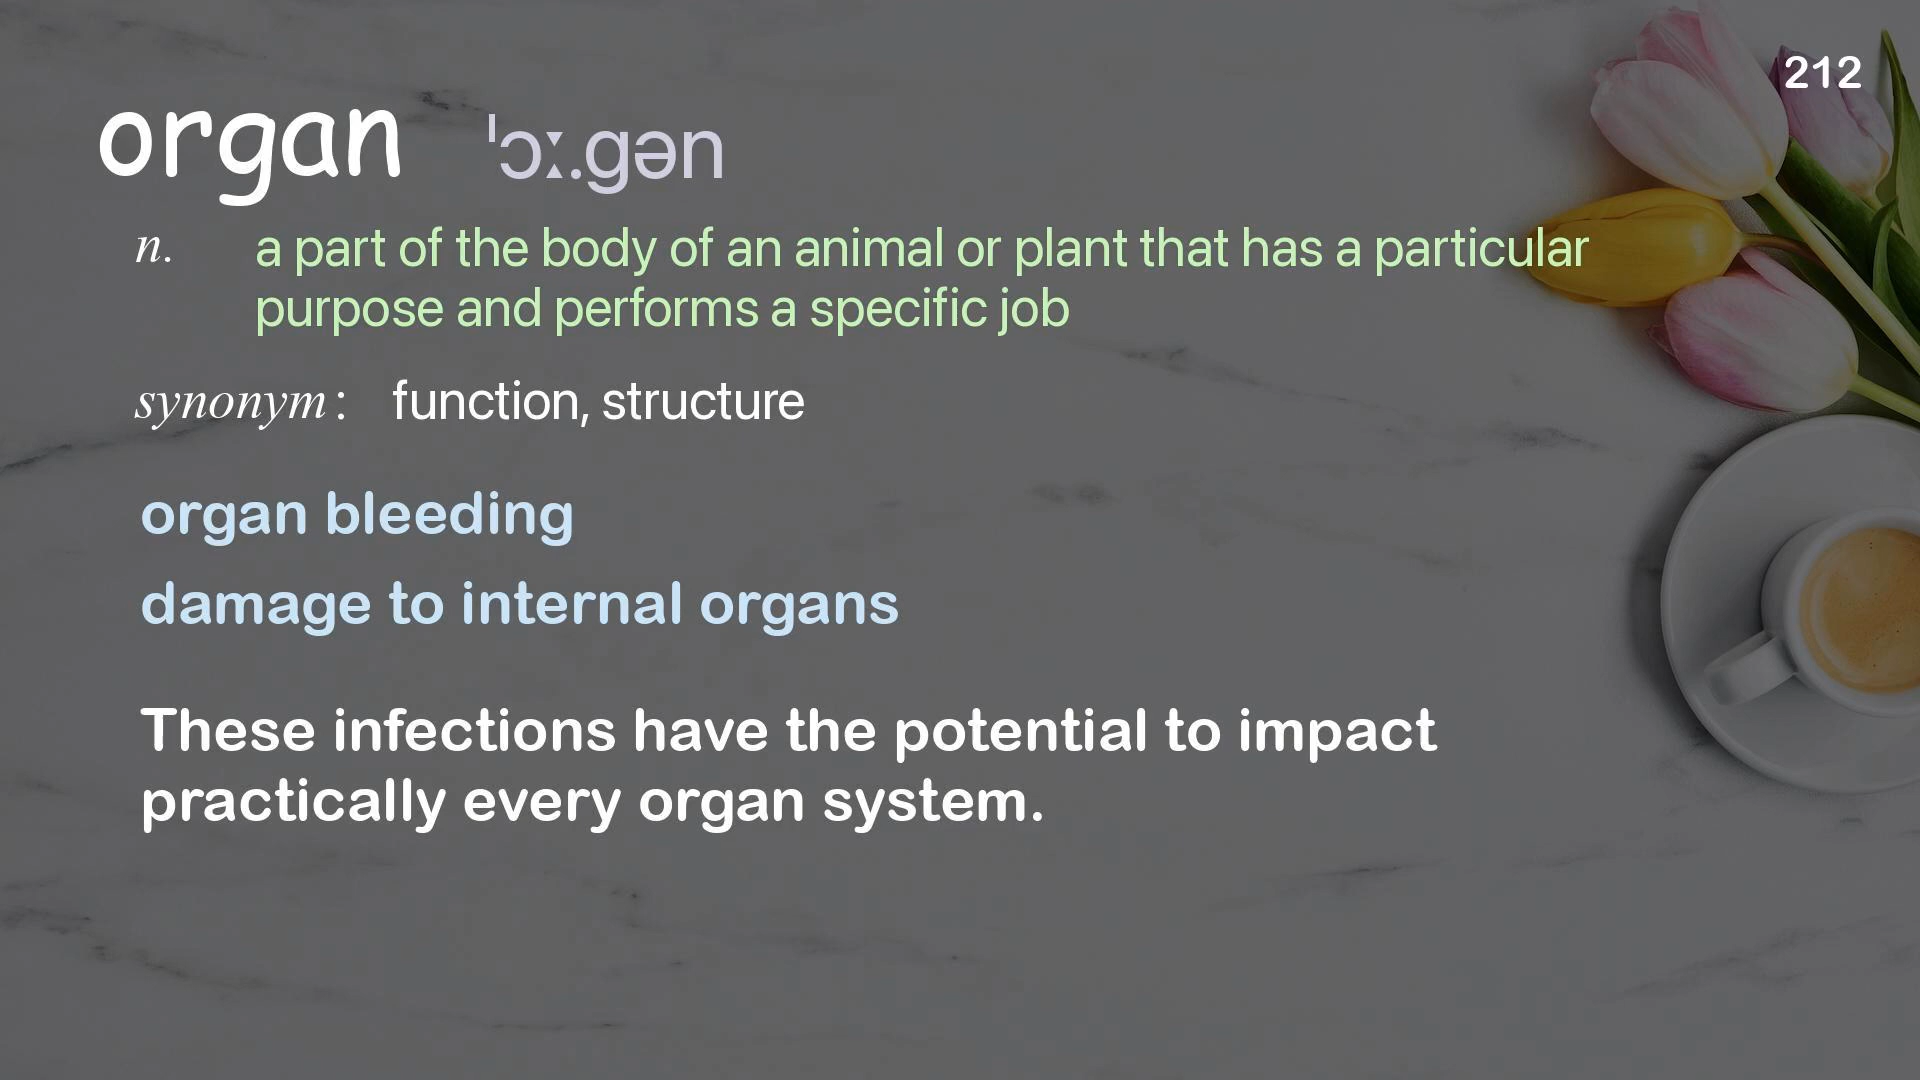 212
organ ˈɔː.gən
n. a part of the body of an animal or plant that has a particular
purpose and performs a specific job
synonym : function, structure
organ bleeding
damage to internal organs
These infections have the potential to impact
practically every organ system.